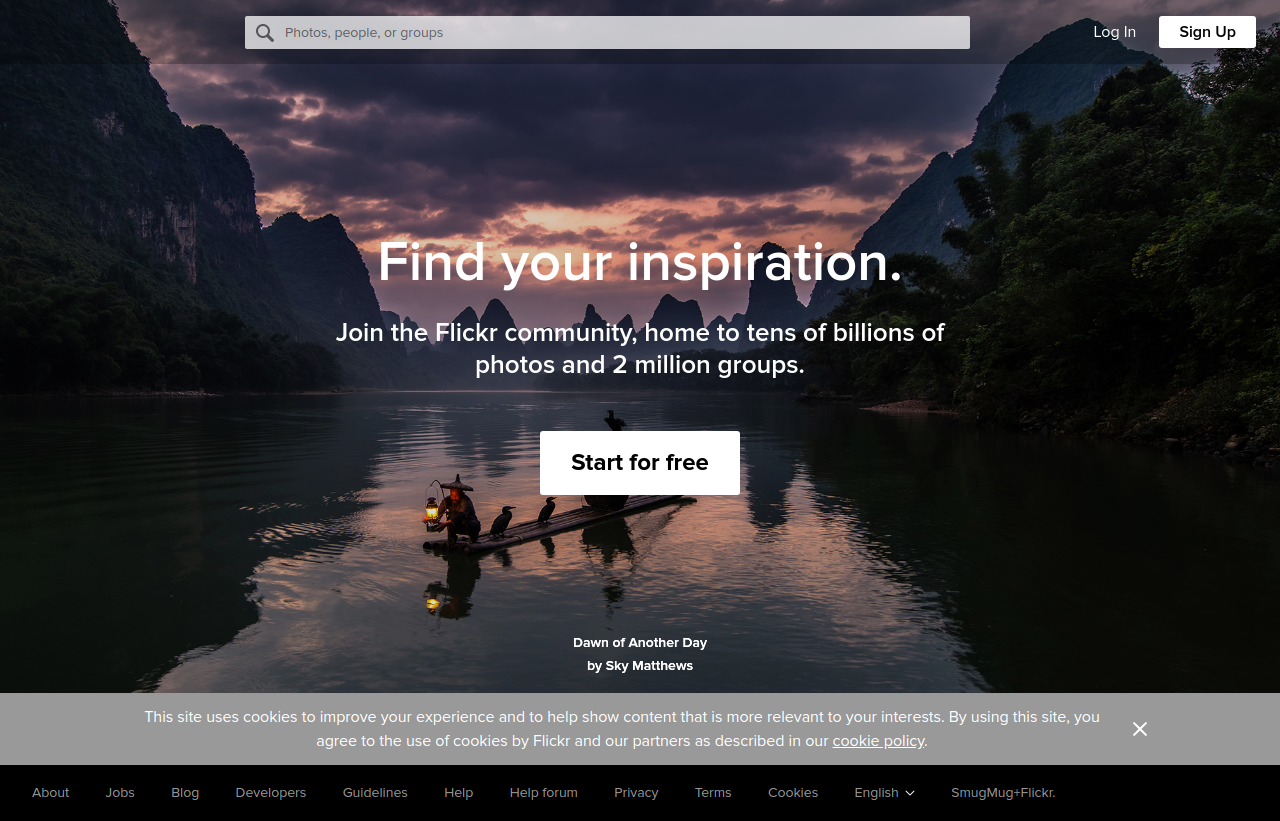 Photos, people, or groups
Log In
Sign Up
Find your inspiration.
Join the Flickr community, home to tens of billions of
photos and 2 million groups.
Start for free
Dawn of Another Day
by Sky Matthews
This site uses cookies to improve your experience and to help show content that is more relevant to your interests. By using this site, you
agree to the use of cookies by Flickr and our partners as described in our cookie policy.
About Jobs Blog Developers Guidelines Help Help forum Privacy Terms Cookies English SmugMug+Flickr.